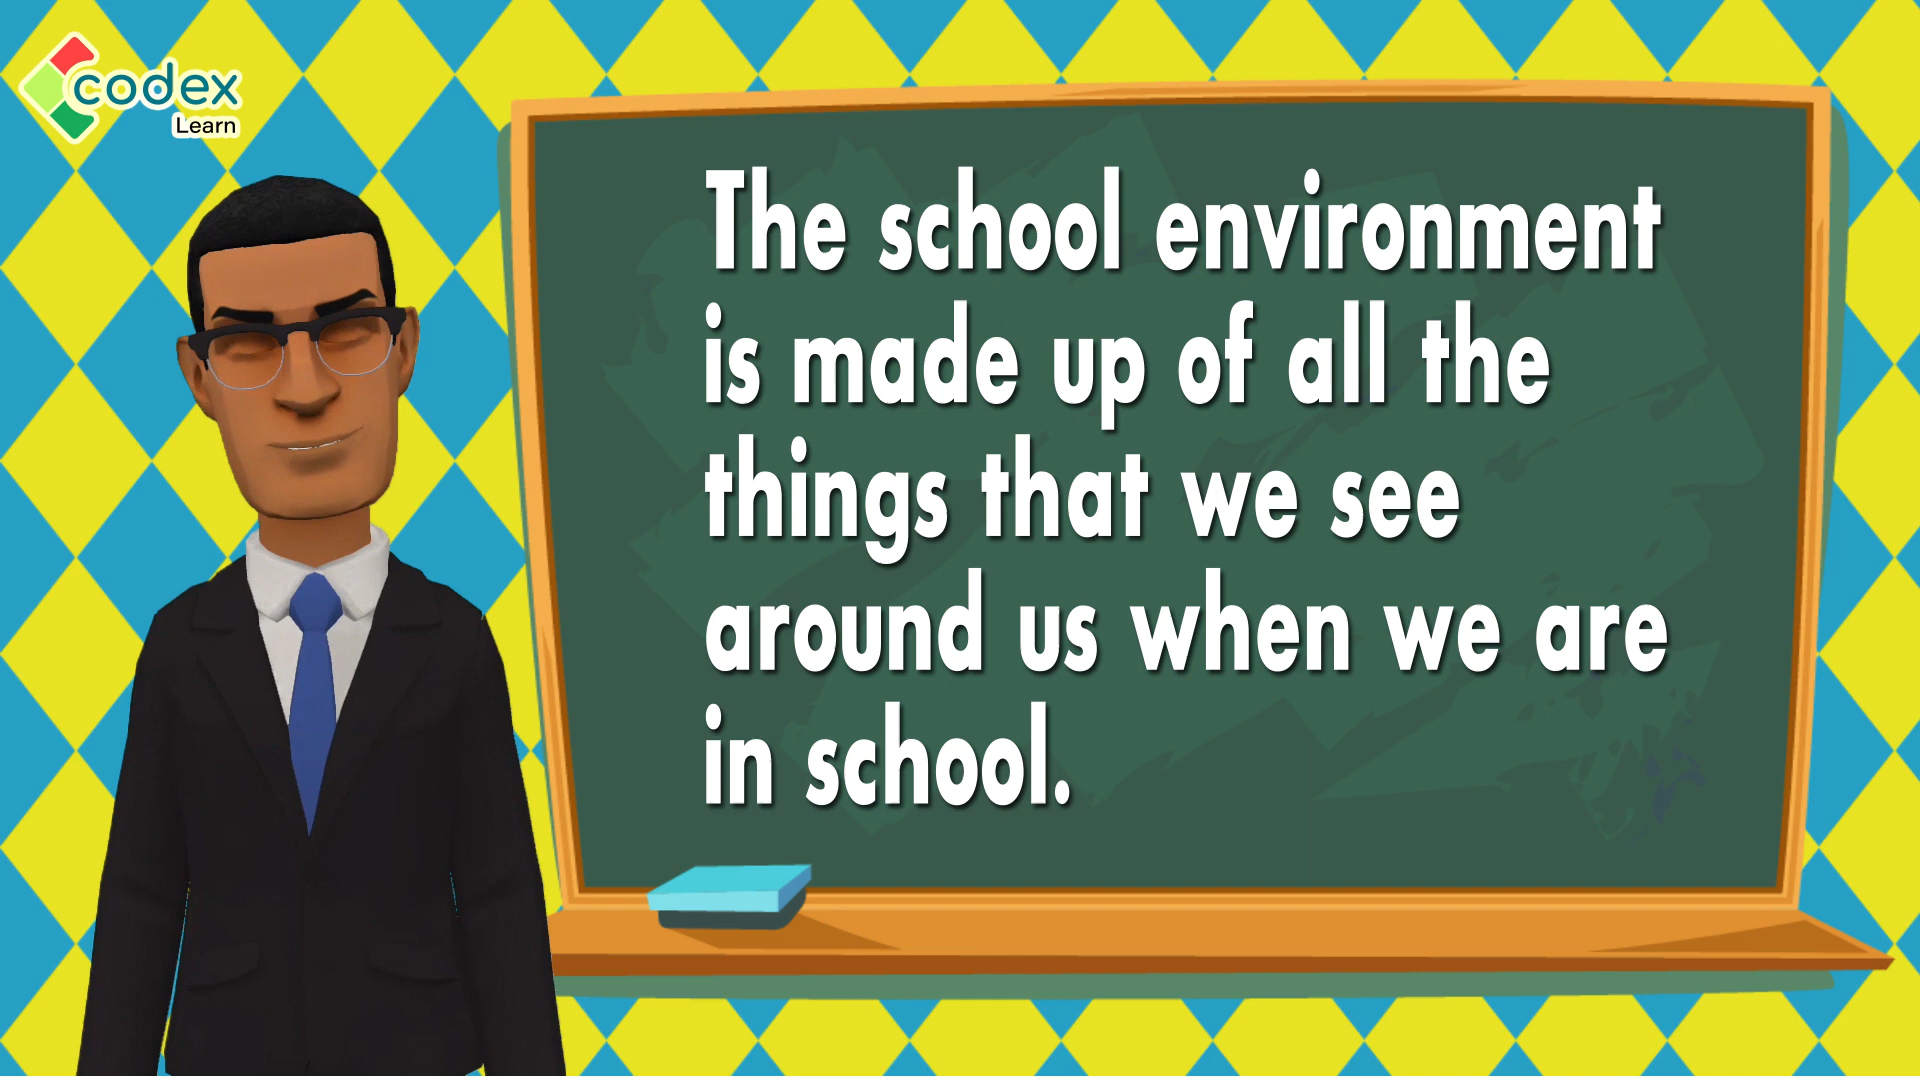 codex
Learn
The school environment
is made up of all the
things that we see
around us when we are
in school.